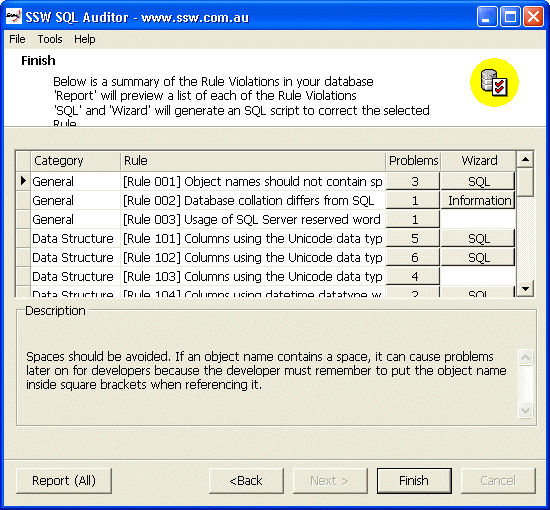 SSW SQL Auditor - www.ssw.com.au
File Tools Help
Finish
Below is a summary of the Rule Violations in your database
'Report' will preview a list of each of the Rule Violations
'SQL' and 'Wizard' will generate an SQL script to correct the selected
Rule
Category Rule Problems Wizard
General [Rule 001] Object names should not contain sp 3 SQL
General [Rule 002] Database collation differs from SQL 1 Information
General [Rule 003] Usage of SQL Server reserved word 1
Data Structure [Rule 101] Columns using the Unicode data typ 5 SQL
Data Structure [Rule 102] Columns using the Unicode data typ 6 SQL
Data Structure [Rule 103] Columns using the Unicode data typ 4
Data Structure [Rule 104] Columns using datetime datatype w 2 SQL
Description
Spaces should be avoided. If an object name contains a space, it can cause problems
later on for developers because the developer must remember to put the object name
inside square brackets when referencing it.
Report (All) <Back Next > Finish Cancel